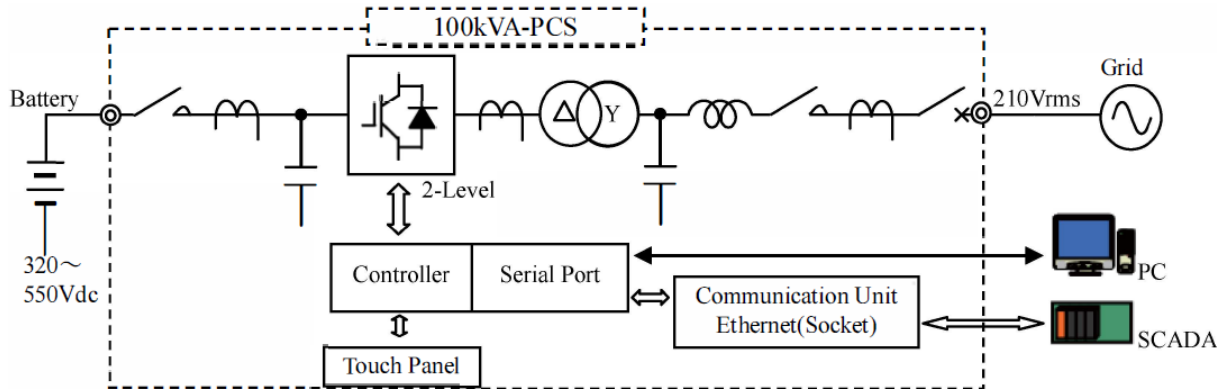 100kVA-PCS
Battery
Grid
210Vrms
Δ
Y
2-Level
320～
550Vdc
Controller
Serial Port
PC
Communication Unit
Ethernet(Socket)
SCADA
Touch Panel